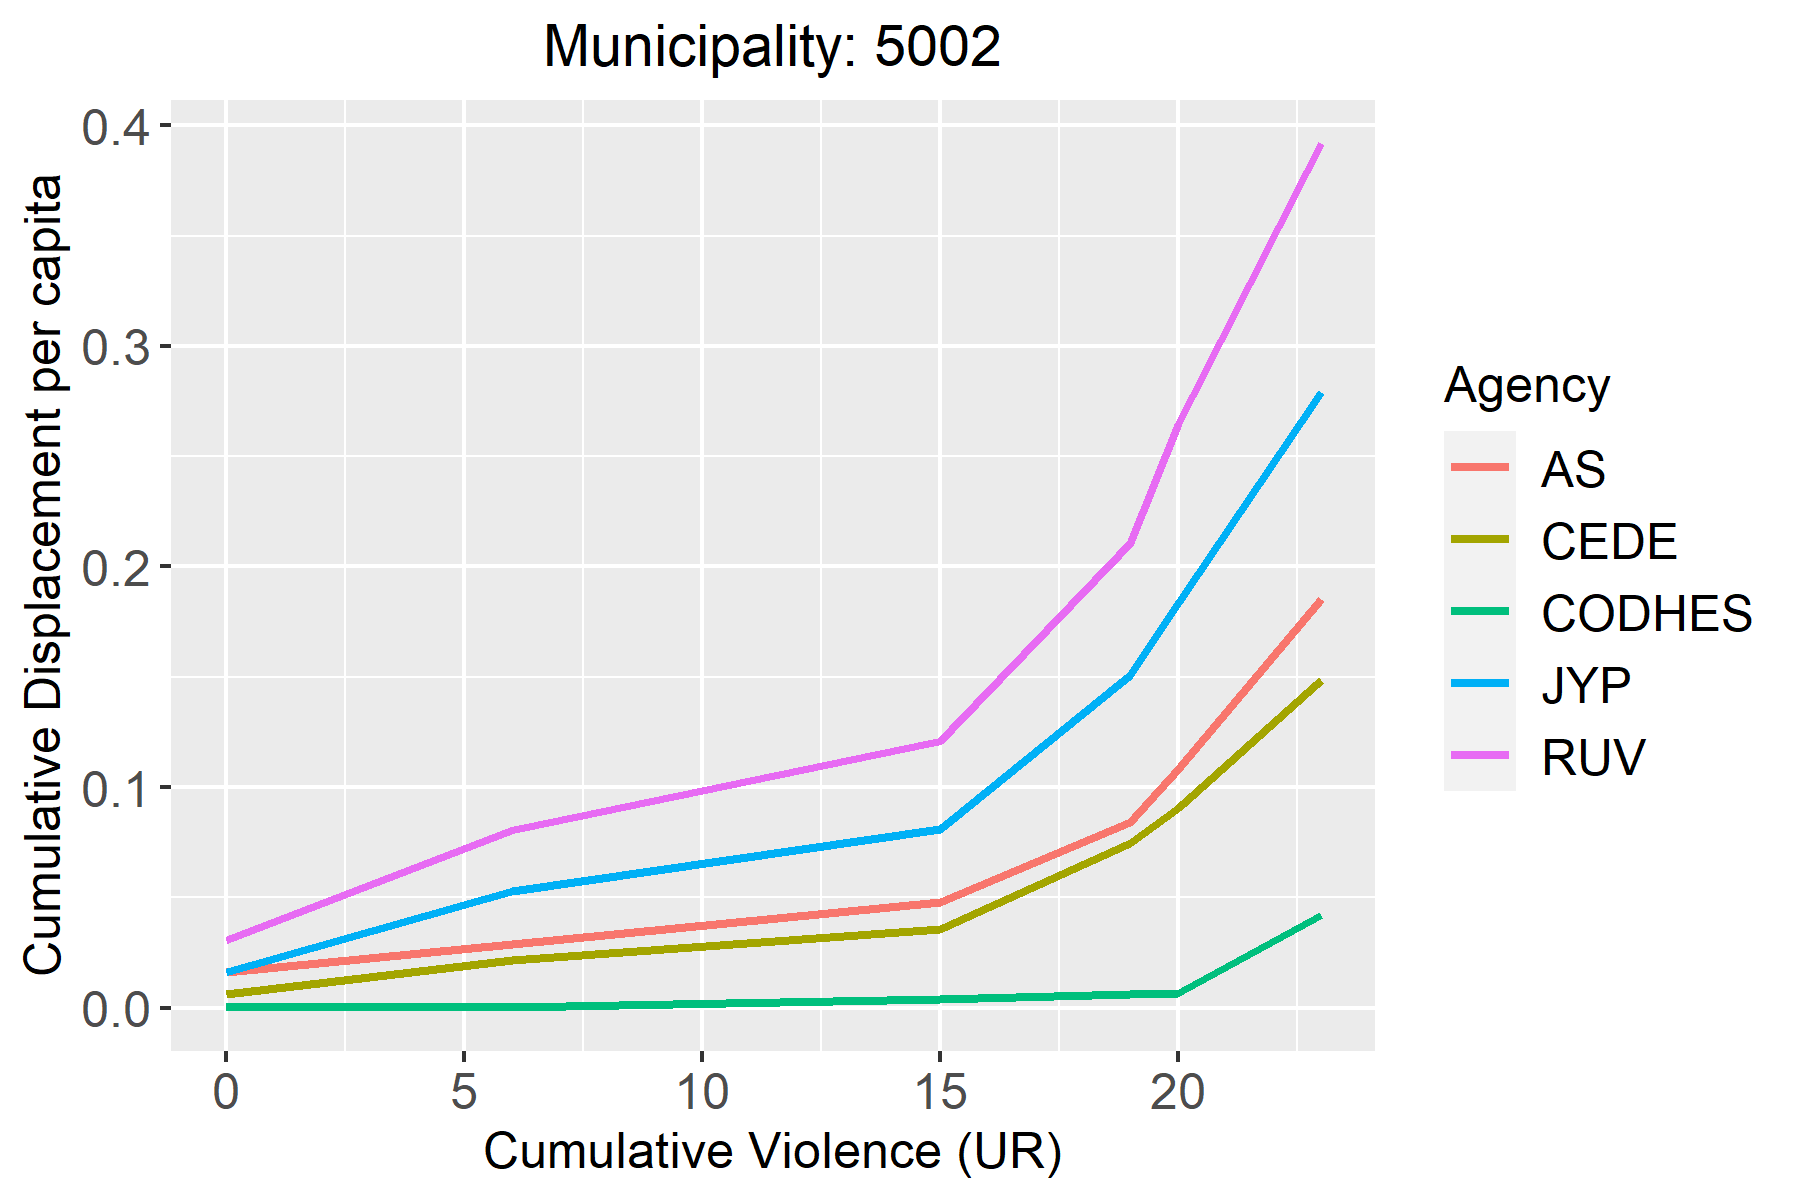 Municipality: 5002
Cumulative Displacement per capita
0.4
0.3
0.2
0.1
0.0
0 5 10 15 20
Cumulative Violence (UR)
Agency
AS
CEDE
CODHES
JYP
RUV